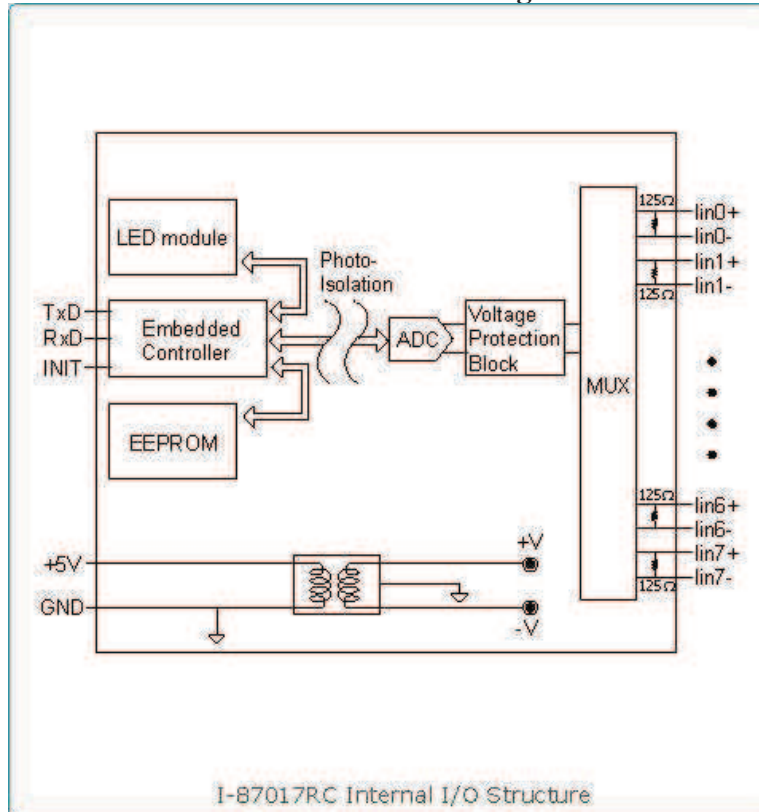 LED module
Photo-
Isolation
TxD
RxD
INIT
Embedded
Controller
ADC
Voltage
Protection
Block
MUX
EEPROM
125Ω
Iin0+
Iin0-
Iin1+
125Ω
Iin1-
125Ω
Iin6+
Iin6-
Iin7+
125Ω
Iin7-
+5V
GND
+V
-V
I-87017RC Internal I/O Structure